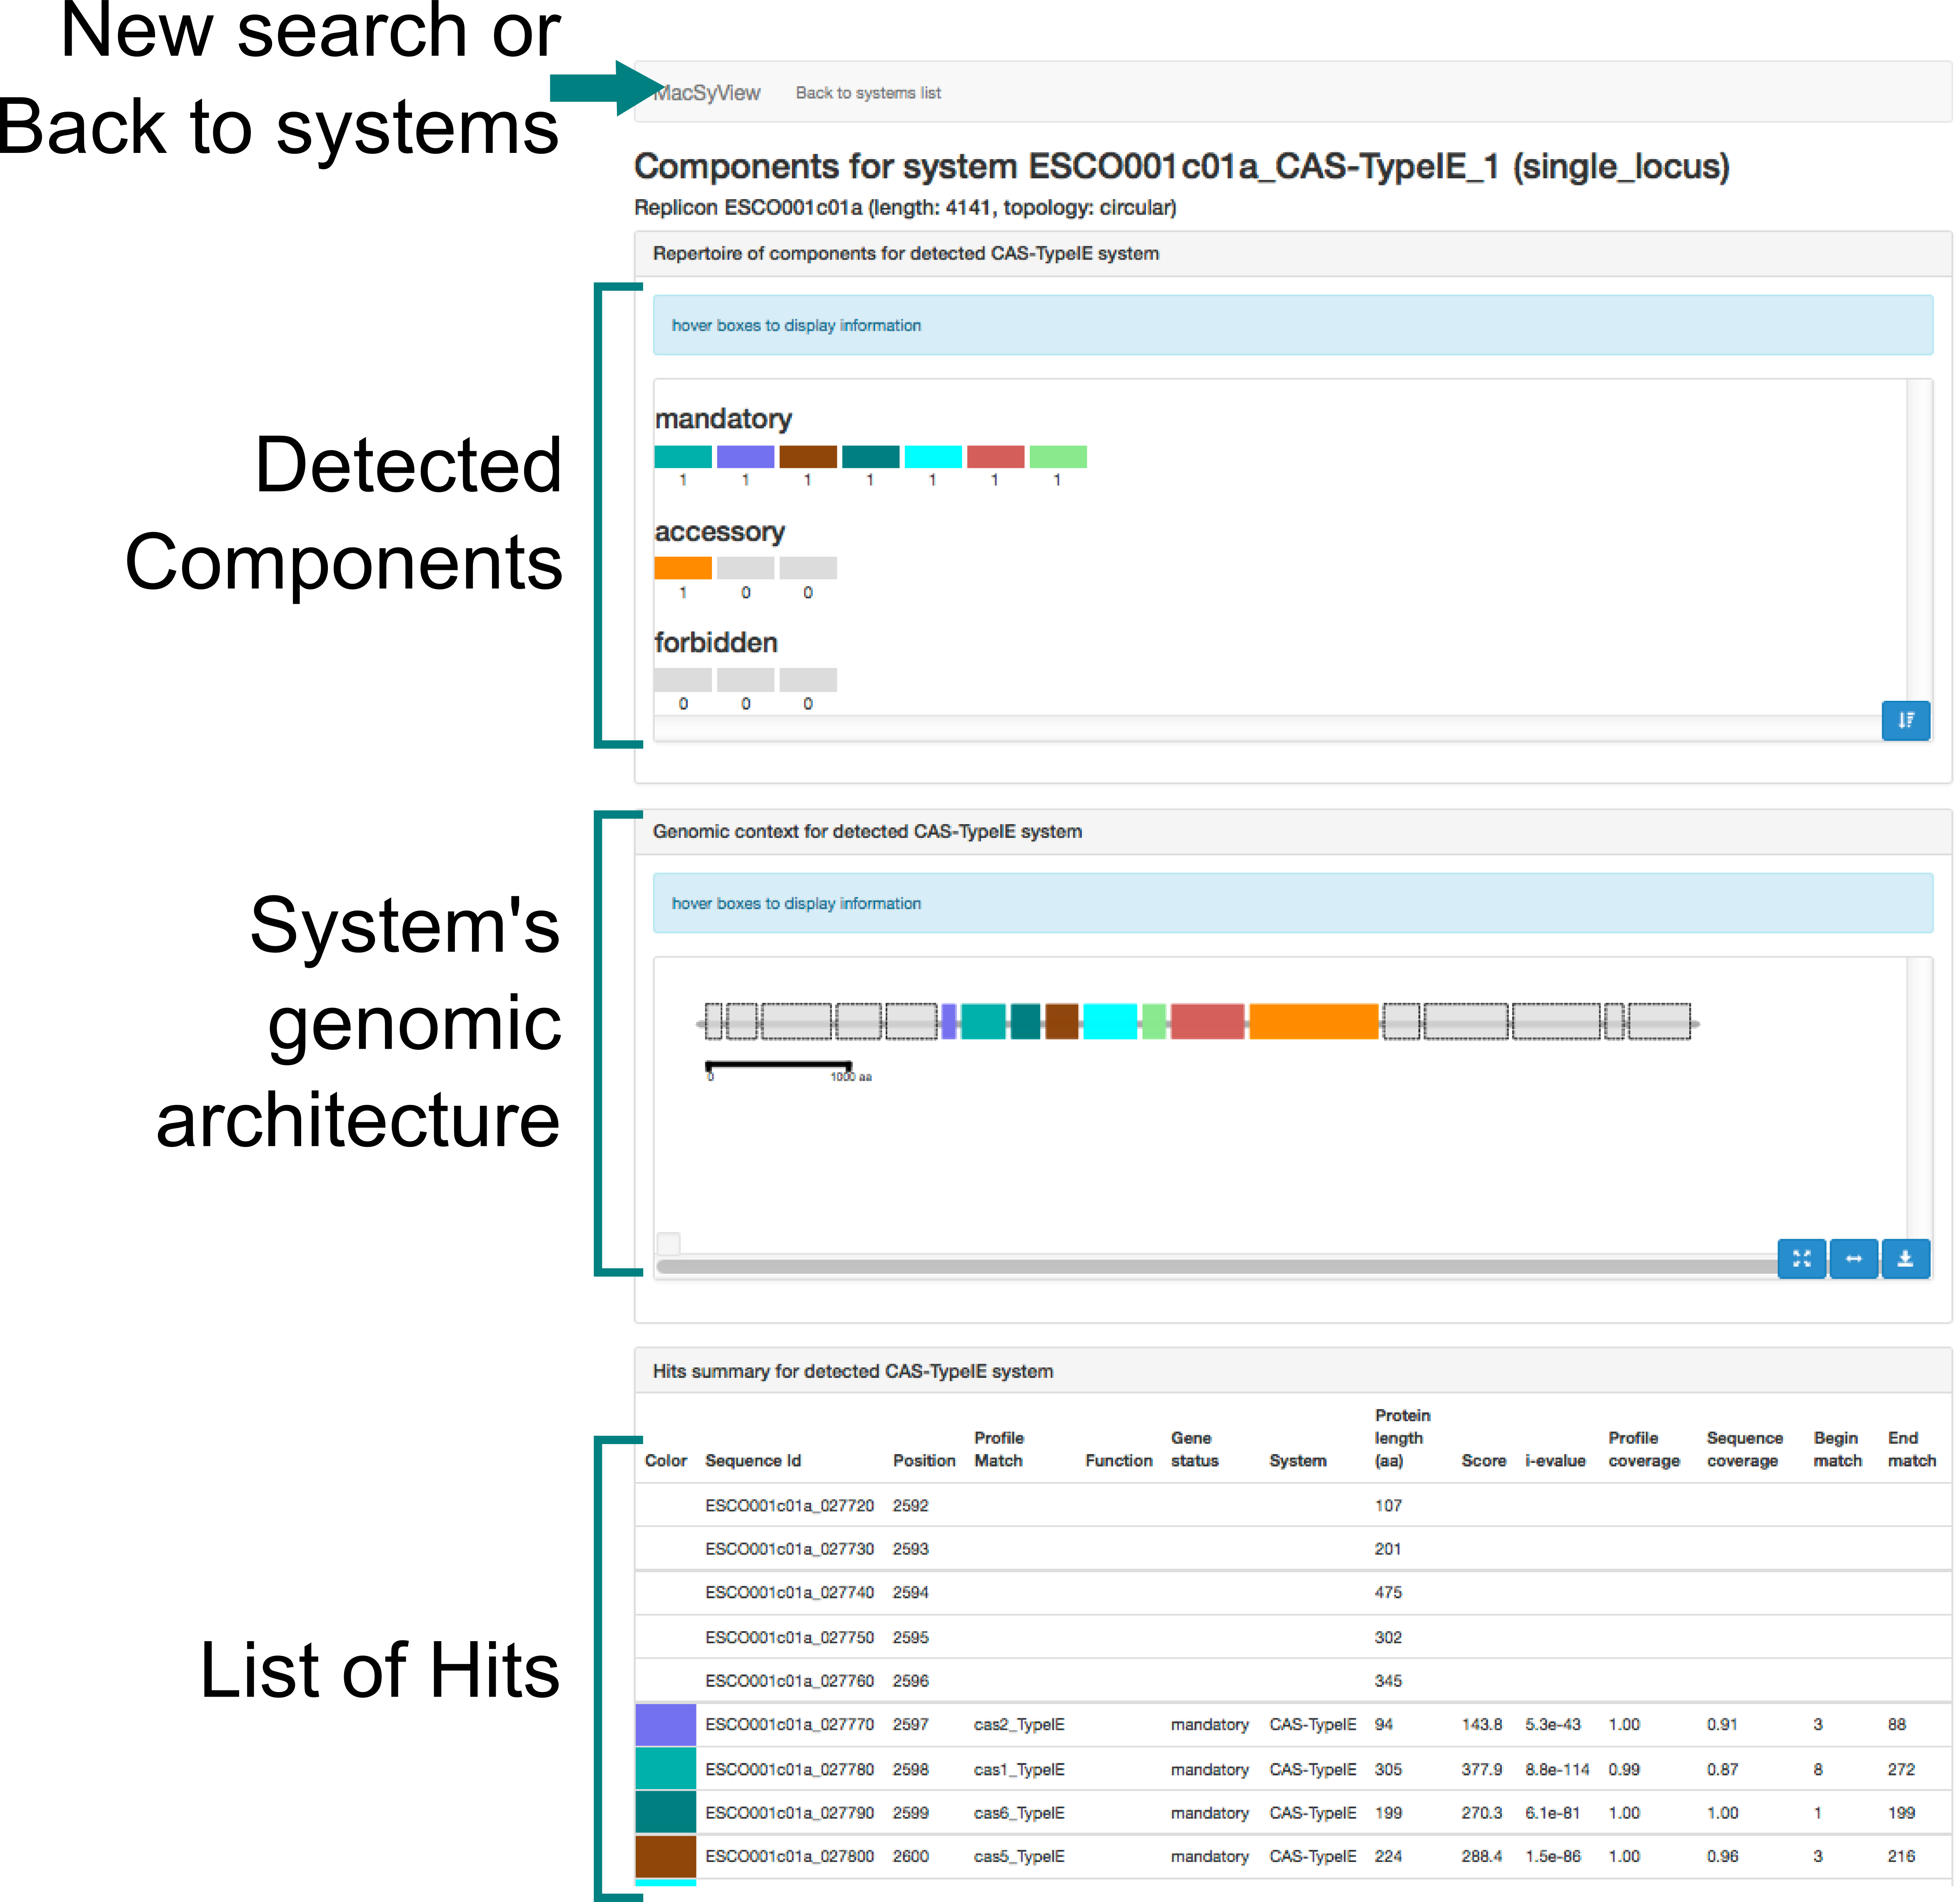 New search or
Back to systems
MacSyView Back to systems list
Components for system ESCO001c01a_CAS-TypeIE_1 (single_locus)
Replicon ESCO001c01a (length: 4141, topology: circular)
Repertoire of components for detected CAS-TypeIE system
hover boxes to display information
Detected
Components
mandatory
1 1 1 1 1 1 1
accessory
1 0 0
forbidden
0 0 0
System's
genomic
architecture
Genomic context for detected CAS-TypeIE system
hover boxes to display information
0 1000 aa
List of Hits
Hits summary for detected CAS-TypeIE system
Color Sequence Id Position Profile Match Function Gene status System Protein length (aa) Score i-evalue Profile coverage Sequence coverage Begin match End match
ESCO001c01a_027720 2592 107
ESCO001c01a_027730 2593 201
ESCO001c01a_027740 2594 475
ESCO001c01a_027750 2595 302
ESCO001c01a_027760 2596 345
ESCO001c01a_027770 2597 cas2_TypeIE mandatory CAS-TypeIE 94 143.8 5.3e-43 1.00 0.91 3 88
ESCO001c01a_027780 2598 cas1_TypeIE mandatory CAS-TypeIE 305 377.9 8.8e-114 0.99 0.87 8 272
ESCO001c01a_027790 2599 cas6_TypeIE mandatory CAS-TypeIE 199 270.3 6.1e-81 1.00 1.00 1 199
ESCO001c01a_027800 2600 cas5_TypeIE mandatory CAS-TypeIE 224 288.4 1.5e-86 1.00 0.96 3 216